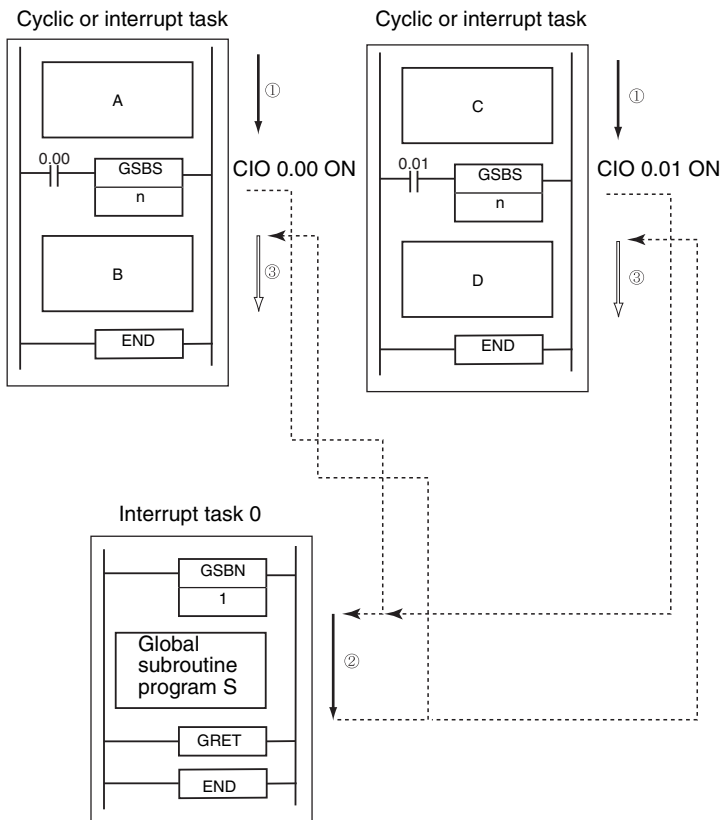 Cyclic or interrupt task
A
①
0.00
GSBS
n
CIO 0.00 ON
B
③
END
Cyclic or interrupt task
C
①
0.01
GSBS
n
CIO 0.01 ON
D
③
END
Interrupt task 0
GSBN
1
Global
subroutine
program S
②
GRET
END